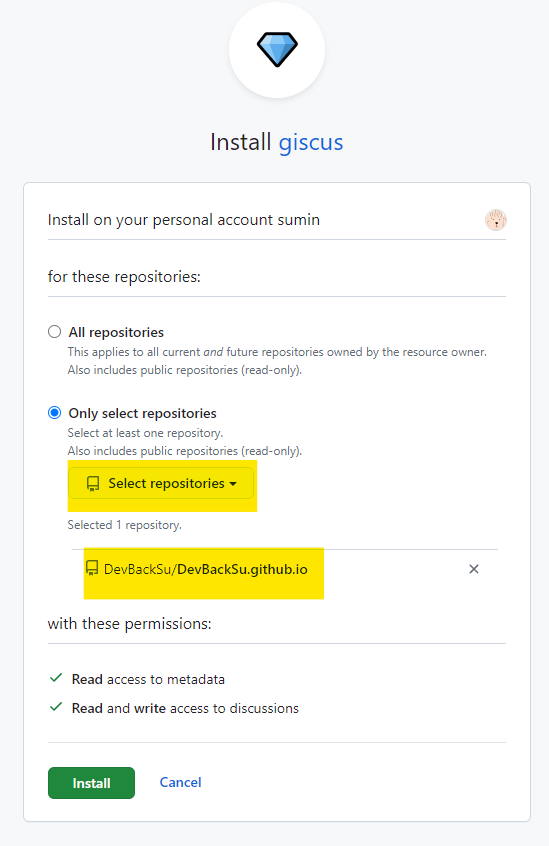 Install giscus
Install on your personal account sumin
for these repositories:
All repositories
This applies to all current and future repositories owned by the resource owner.
Also includes public repositories (read-only).
Only select repositories
Select at least one repository.
Also includes public repositories (read-only).
Select repositories
Selected 1 repository.
DevBackSu/DevBackSu.github.io
with these permissions:
Read access to metadata
Read and write access to discussions
Install Cancel